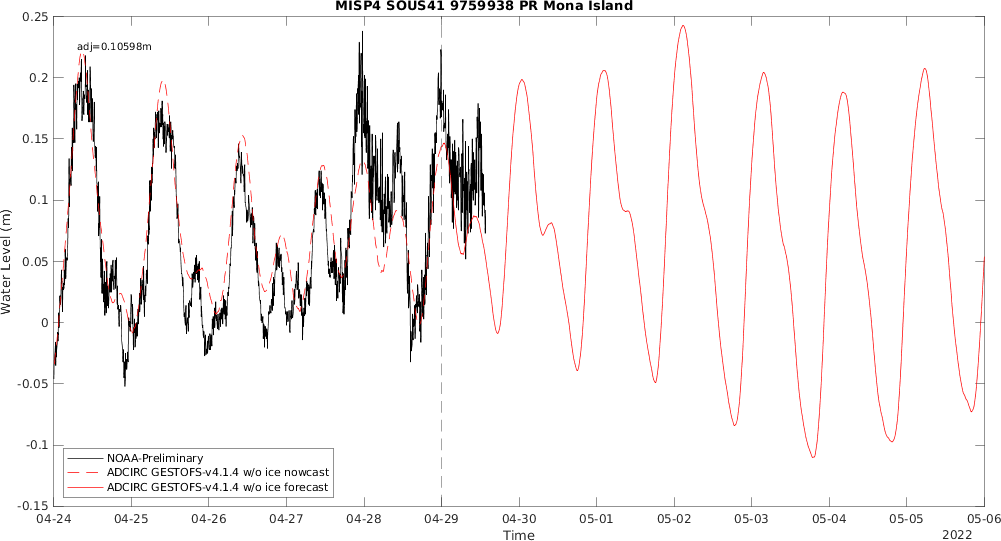 MISP4 SOUS41 9759938 PR Mona Island
0.25
adj=0.10598m
0.2
0.15
0.1
0.05
0
-0.05
-0.1
-0.15
Water Level (m)
NOAA-Preliminary
ADCIRC GESTOFS-v4.1.4 w/o ice nowcast
ADCIRC GESTOFS-v4.1.4 w/o ice forecast
04-24 04-25 04-26 04-27 04-28 04-29 04-30 05-01 05-02 05-03 05-04 05-05 05-06
Time
2022